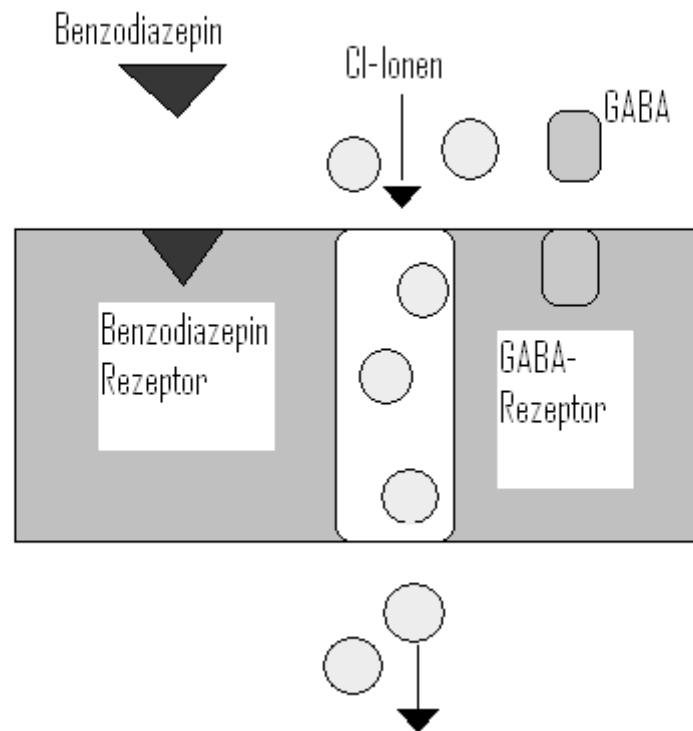 Benzodiazepin
Cl-Ionen
GABA
Benzodiazepin
Rezeptor
GABA-
Rezeptor